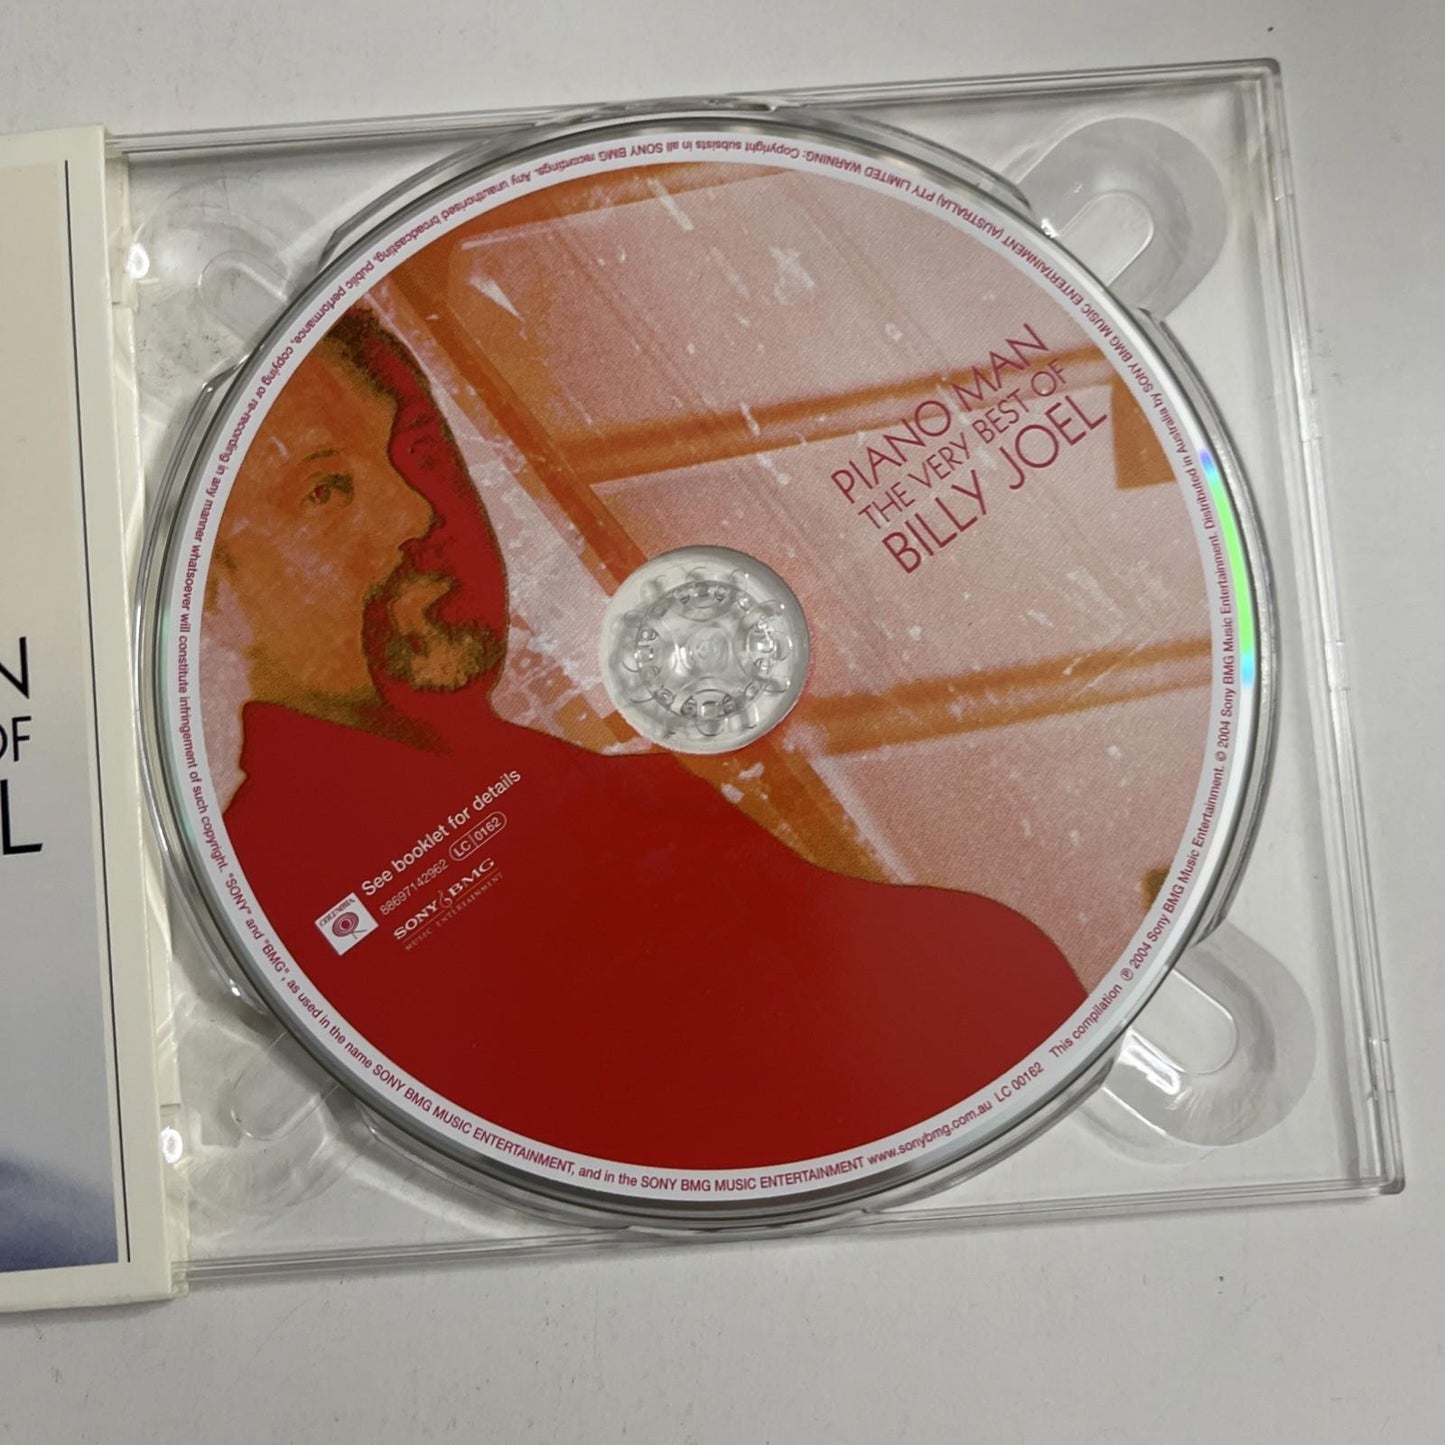 N
OF
L
PIANO MAN
THE VERY BEST OF
BILLY JOEL
COLUMBIA
See booklet for details
88697142962 LC 0162
SONY BMG
MUSIC ENTERTAINMENT
This compilation ℗ 2004 Sony BMG Music Entertainment. © 2004 Sony BMG Music Entertainment. Distributed in Australia by SONY BMG MUSIC ENTERTAINMENT (AUSTRALIA) PTY LIMITED WARNING: Copyright subsists in all SONY BMG recordings. Any unauthorised broadcasting, public performance, copying or re-recording in any manner whatsoever will constitute infringement of such copyright. "SONY" and "BMG", as used in the name SONY BMG MUSIC ENTERTAINMENT, and in the SONY BMG MUSIC ENTERTAINMENT www.sonybmg.com.au LC 00162